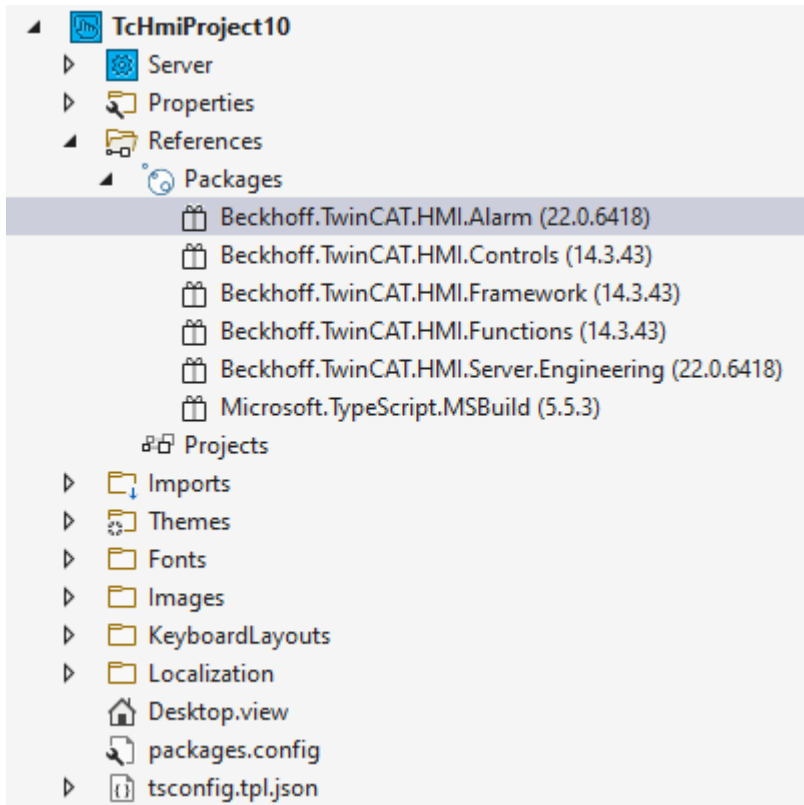 TcHmiProject10
Server
Properties
References
Packages
Beckhoff.TwinCAT.HMI.Alarm (22.0.6418)
Beckhoff.TwinCAT.HMI.Controls (14.3.43)
Beckhoff.TwinCAT.HMI.Framework (14.3.43)
Beckhoff.TwinCAT.HMI.Functions (14.3.43)
Beckhoff.TwinCAT.HMI.Server.Engineering (22.0.6418)
Microsoft.TypeScript.MSBuild (5.5.3)
Projects
Imports
Themes
Fonts
Images
KeyboardLayouts
Localization
Desktop.view
packages.config
tsconfig.tpl.json